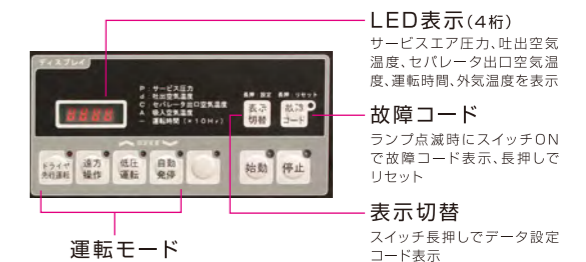 LED表示(4桁)
サービスエア圧力、吐出空気
温度、セパレータ出口空気温
度、運転時間、外気温度を表示
ディスプレイ
P：サービス圧力
d：吐出空気温度
C：セパレータ出口空気温度
A：吸入空気温度
－：運転時間（×10Hr）
8888
長押：設定
長押：リセット
表示
切替
故障
コード
故障コード
ランプ点滅時にスイッチON
で故障コード表示、長押しで
リセット
ドライヤ
先行運転
遠方
操作
低圧
運転
自動
発停
始動
停止
表示切替
スイッチ長押しでデータ設定
コード表示
運転モード